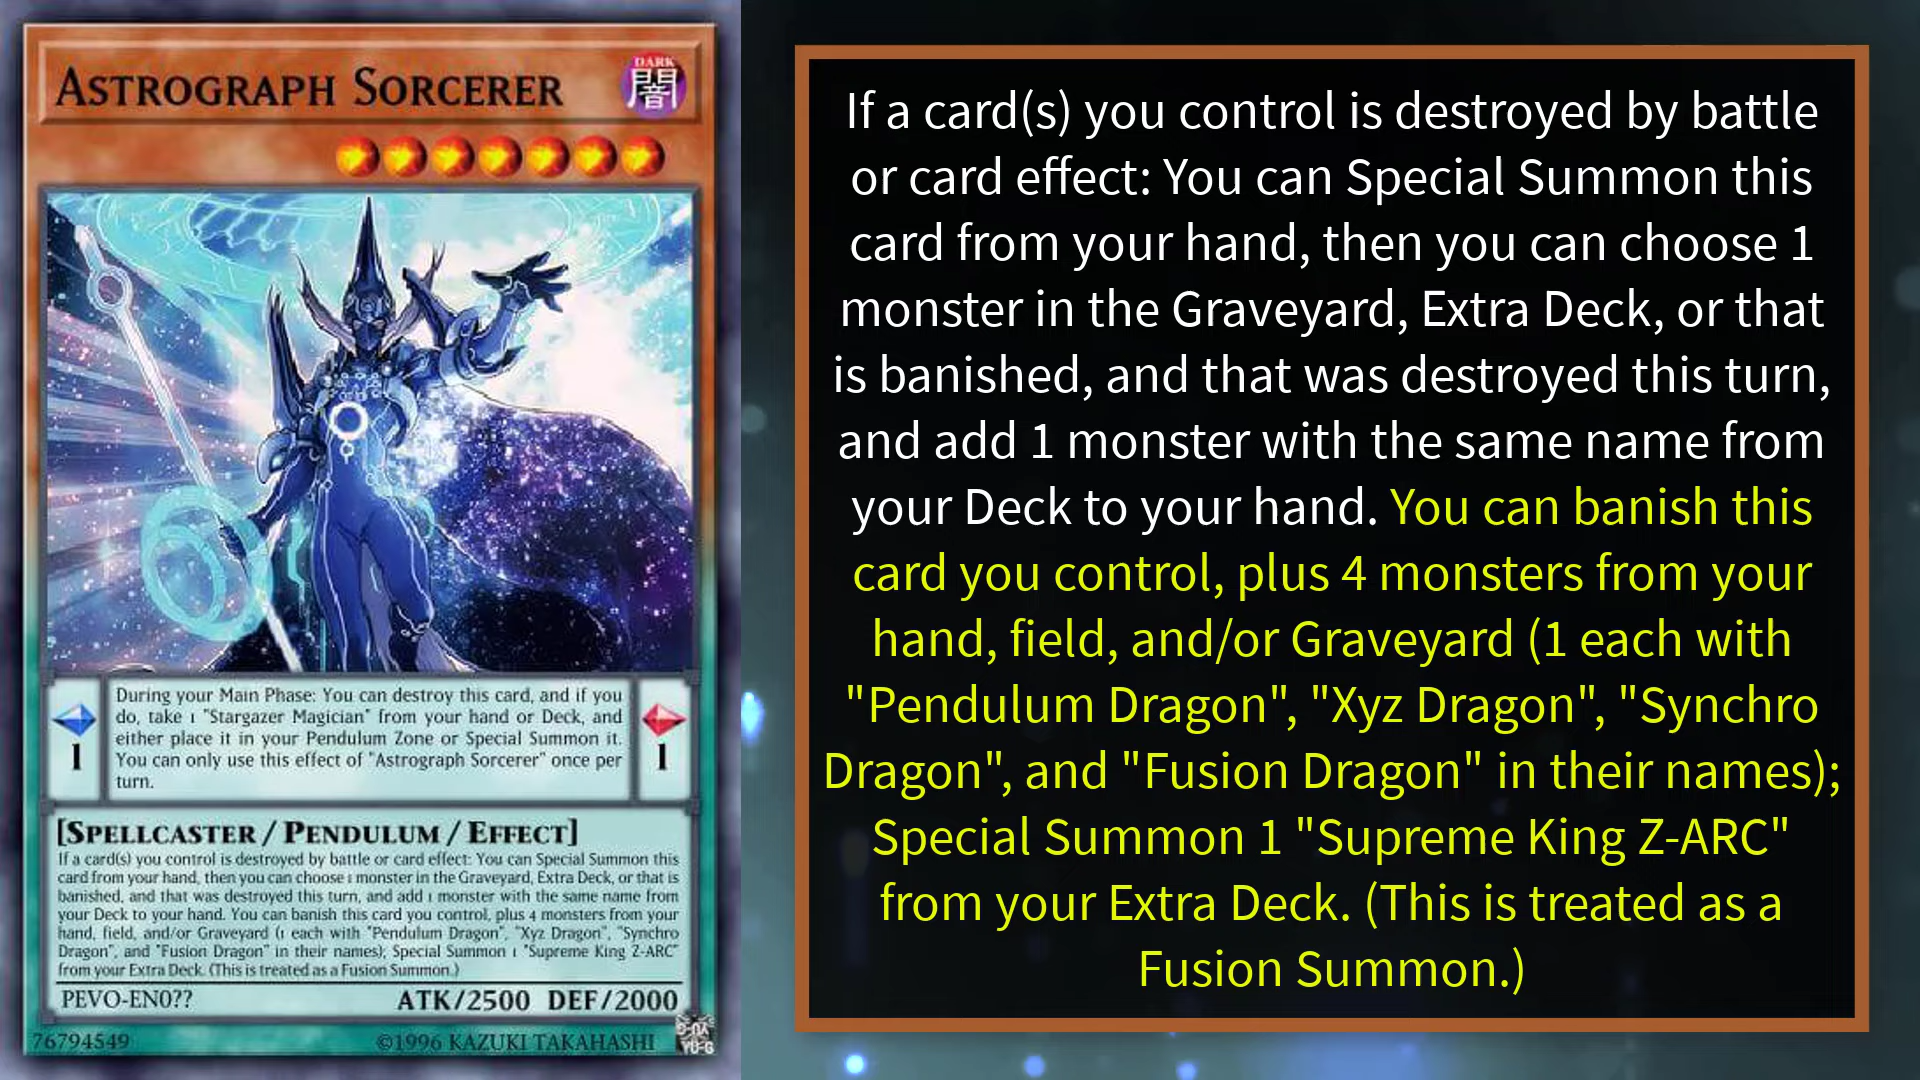 ASTROGRAPH SORCERER
DARK
闇
During your Main Phase: You can destroy this card, and if you
do, take 1 "Stargazer Magician" from your hand or Deck, and
either place it in your Pendulum Zone or Special Summon it.
You can only use this effect of "Astrograph Sorcerer" once per
turn.
1
1
[SPELLCASTER / PENDULUM / EFFECT]
If a card(s) you control is destroyed by battle or card effect: You can Special Summon this
card from your hand, then you can choose 1 monster in the Graveyard, Extra Deck, or that is
banished, and that was destroyed this turn, and add 1 monster with the same name from
your Deck to your hand. You can banish this card you control, plus 4 monsters from your
hand, field, and/or Graveyard (1 each with "Pendulum Dragon", "Xyz Dragon", "Synchro
Dragon", and "Fusion Dragon" in their names); Special Summon 1 "Supreme King Z-ARC"
from your Extra Deck. (This is treated as a Fusion Summon.)
PEVO-EN0?? ATK/2500 DEF/2000
76794549 ©1996 KAZUKI TAKAHASHI
If a card(s) you control is destroyed by battle
or card effect: You can Special Summon this
card from your hand, then you can choose 1
monster in the Graveyard, Extra Deck, or that
is banished, and that was destroyed this turn,
and add 1 monster with the same name from
your Deck to your hand. You can banish this
card you control, plus 4 monsters from your
hand, field, and/or Graveyard (1 each with
"Pendulum Dragon", "Xyz Dragon", "Synchro
Dragon", and "Fusion Dragon" in their names);
Special Summon 1 "Supreme King Z-ARC"
from your Extra Deck. (This is treated as a
Fusion Summon.)